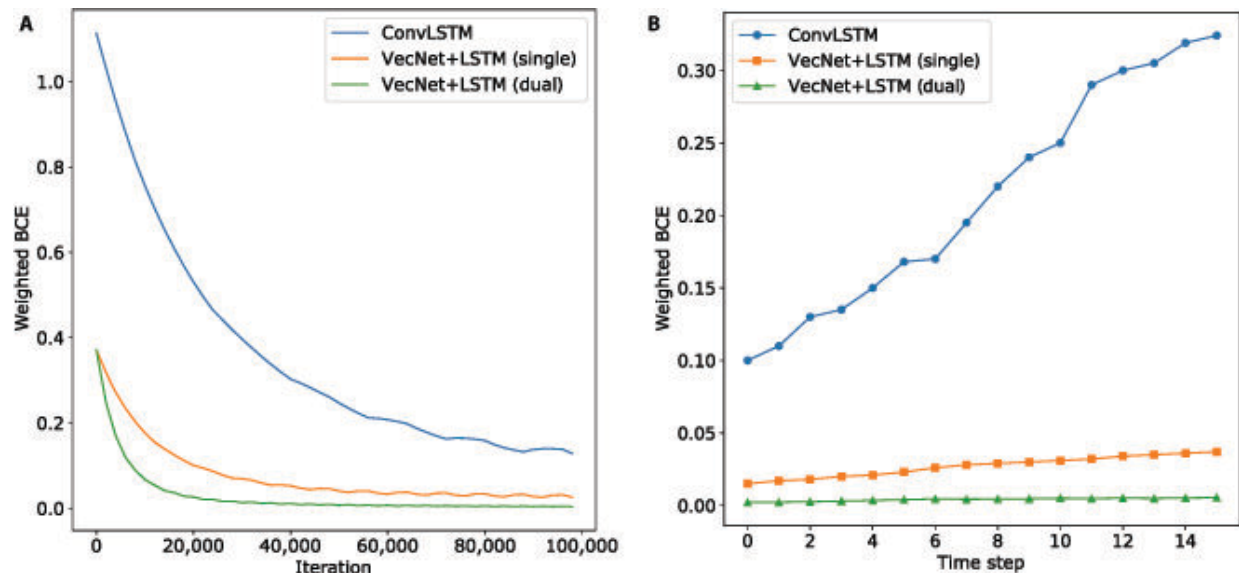 A
ConvLSTM
VecNet+LSTM (single)
VecNet+LSTM (dual)
1.0
0.8
0.6
0.4
0.2
0.0
Weighted BCE
0 20,000 40,000 60,000 80,000 100,000
Iteration
B
ConvLSTM
VecNet+LSTM (single)
VecNet+LSTM (dual)
0.30
0.25
0.20
0.15
0.10
0.05
0.00
Weighted BCE
0 2 4 6 8 10 12 14
Time step